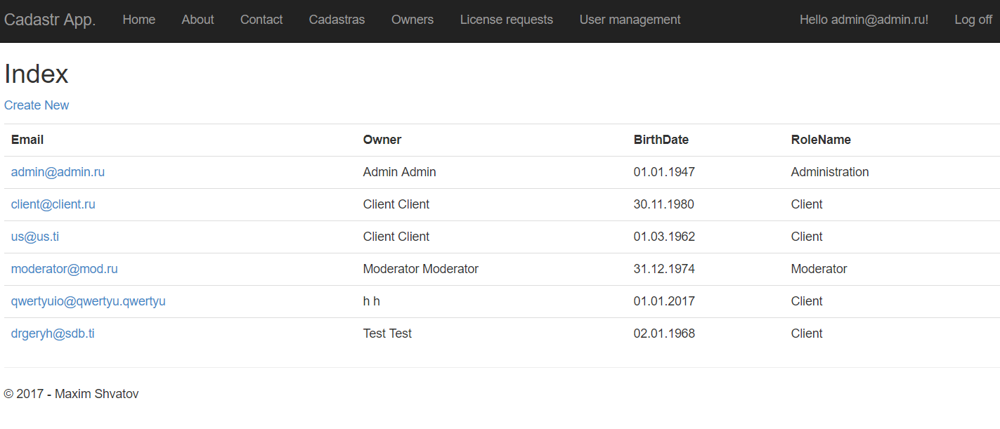 Cadastr App. Home About Contact Cadastras Owners License requests User management Hello admin@admin.ru! Log off
Index
Create New
Email Owner BirthDate RoleName
admin@admin.ru Admin Admin 01.01.1947 Administration
client@client.ru Client Client 30.11.1980 Client
us@us.ti Client Client 01.03.1962 Client
moderator@mod.ru Moderator Moderator 31.12.1974 Moderator
qwertyuio@qwertyu.qwertyu h h 01.01.2017 Client
drgeryh@sdb.ti Test Test 02.01.1968 Client
© 2017 - Maxim Shvatov